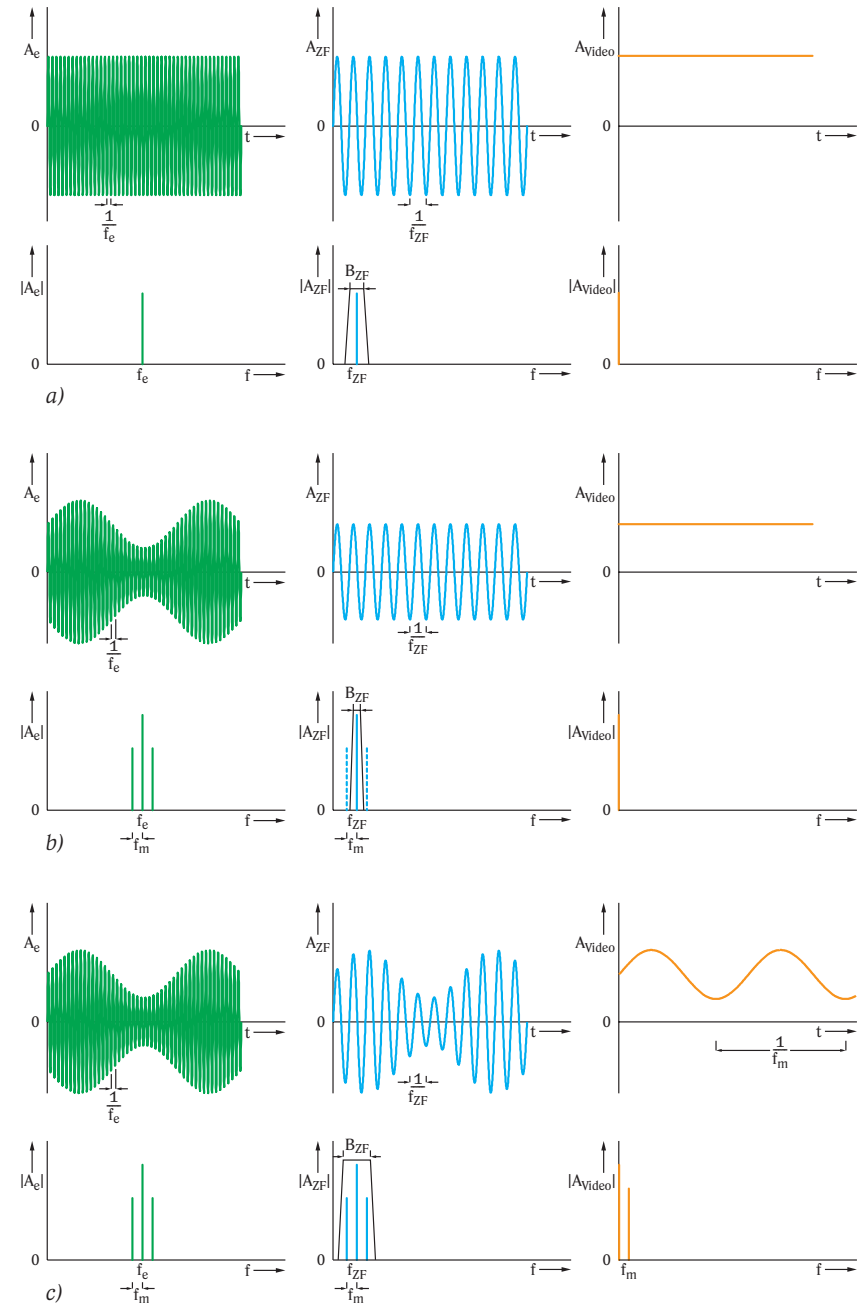 A_e A_ZF A_Video
0 0
t t t
1/f_e 1/f_ZF
B_ZF
|A_e| |A_ZF| |A_Video|
0 0 0
f_e f f_ZF f f
a)
A_e A_ZF A_Video
0 0 0
t t t
1/f_e 1/f_ZF
B_ZF
|A_e| |A_ZF| |A_Video|
0 0 0
f_e f f_ZF f f
f_m f_m
b)
A_e A_ZF A_Video
0 0 0
t t t
1/f_e 1/f_ZF 1/f_m
B_ZF
|A_e| |A_ZF| |A_Video|
0 0 0
f_e f f_ZF f f_m f
f_m f_m
c)